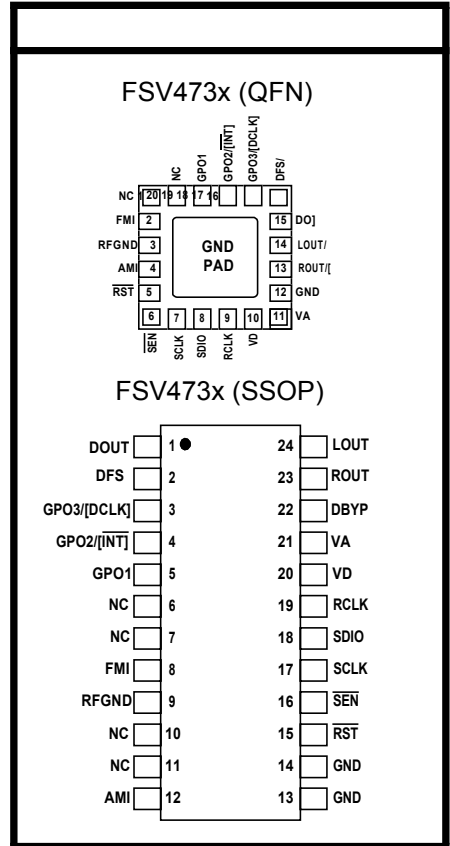 FSV473x (QFN)
NC
GPO1
GPO2/[INT]
GPO3/[DCLK]
DFS/
NC 1 20 19 18 17 16
FMI 2
RFGND 3
AMI 4
RST 5
GND
PAD
15 DO]
14 LOUT/
13 ROUT/[
12 GND
11 VA
6 7 8 9 10
SEN
SCLK
SDIO
RCLK
VD
FSV473x (SSOP)
DOUT 1 24 LOUT
DFS 2 23 ROUT
GPO3/[DCLK] 3 22 DBYP
GPO2/[INT] 4 21 VA
GPO1 5 20 VD
NC 6 19 RCLK
NC 7 18 SDIO
FMI 8 17 SCLK
RFGND 9 16 SEN
NC 10 15 RST
NC 11 14 GND
AMI 12 13 GND